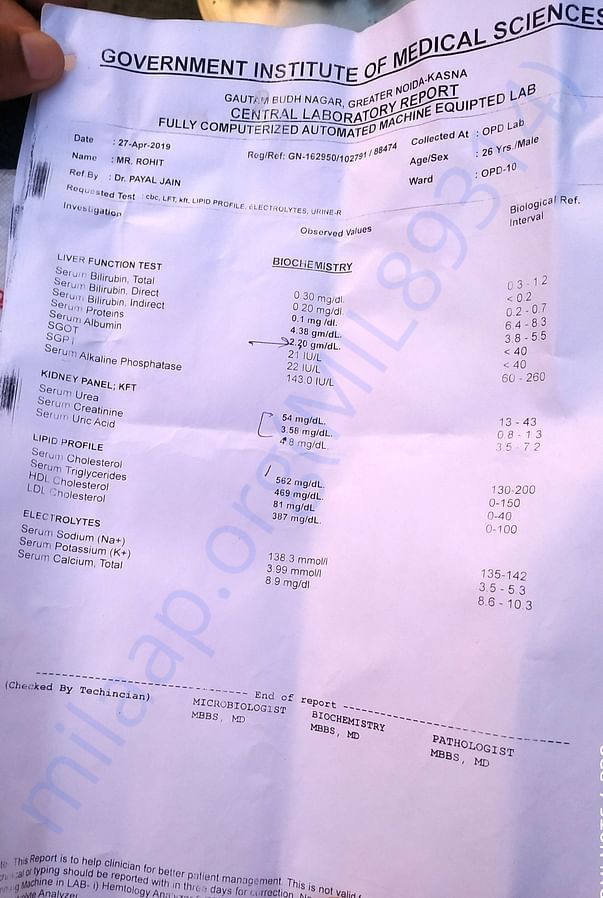 GOVERNMENT INSTITUTE OF MEDICAL SCIENCES
GAUTAM BUDH NAGAR, GREATER NOIDA-KASNA
CENTRAL LABORATORY REPORT
FULLY COMPUTERIZED AUTOMATED MACHINE EQUIPTED LAB
Date : 27-Apr-2019 Reg/Ref: GN-162950/102791 / 88474 Collected At : OPD Lab
Name : MR. ROHIT Age/Sex : 26 Yrs./Male
Ref.By : Dr. PAYAL JAIN Ward : OPD-10
Requested Test : cbc, LFT, kft, LIPID PROFILE, ELECTROLYTES, URINE-R
Investigation Observed Values Biological Ref. Interval
BIOCHEMISTRY
LIVER FUNCTION TEST
Serum Bilirubin, Total 0.30 mg/dl. 0.3 - 1.2
Serum Bilirubin, Direct 0.20 mg/dl. < 0.2
Serum Bilirubin, Indirect 0.1 mg /dl. 0.2 - 0.7
Serum Proteins 4.38 gm/dL. 6.4 - 8.3
Serum Albumin 2.20 gm/dL. 3.8 - 5.5
SGOT 21 IU/L < 40
SGPT 22 IU/L < 40
Serum Alkaline Phosphatase 143.0 IU/L 60 - 260
KIDNEY PANEL; KFT
Serum Urea 54 mg/dL. 13 - 43
Serum Creatinine 3.58 mg/dL. 0.8 - 1.3
Serum Uric Acid 4.8 mg/dL. 3.5 - 7.2
LIPID PROFILE
Serum Cholesterol 562 mg/dL. 130-200
Serum Triglycerides 469 mg/dL. 0-150
HDL Cholesterol 81 mg/dL 0-40
LDL Cholesterol 387 mg/dL. 0-100
ELECTROLYTES
Serum Sodium (Na+) 138.3 mmol/l 135-142
Serum Potassium (K+) 3.99 mmol/l 3.5 - 5.3
Serum Calcium, Total 8.9 mg/dl 8.6 - 10.3
End of report
(Checked By Techincian) MICROBIOLOGIST BIOCHEMISTRY PATHOLOGIST
MBBS, MD MBBS, MD MBBS, MD
This Report is to help clinician for better patient management. This is not valid
or typing should be reported with in three days for correction.
Machine in LAB- i) Hemtology
Analyzer
milaap.org(MIL893114)